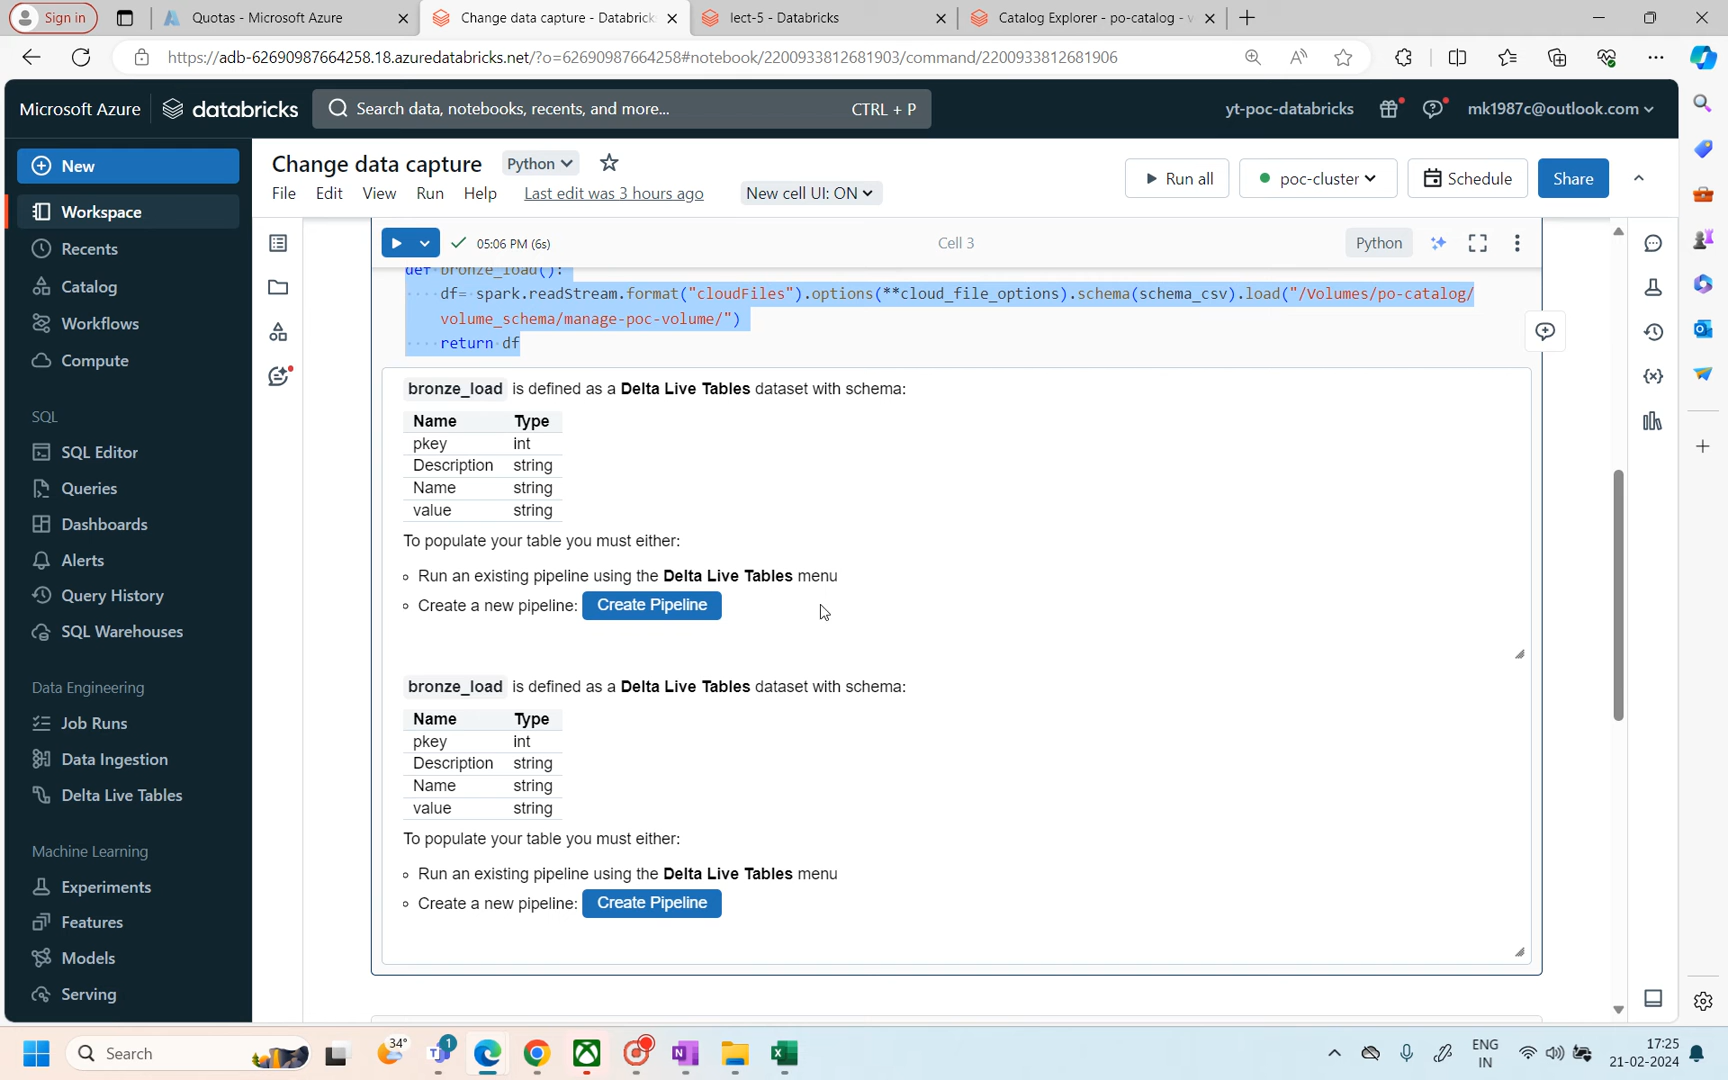 Sign in
Quotas - Microsoft Azure
Change data capture - Databrick
lect-5 - Databricks
Catalog Explorer - po-catalog -
https://adb-62690987664258.18.azuredatabricks.net/?o=62690987664258#notebook/2200933812681903/command/2200933812681906
Microsoft Azure
databricks
Search data, notebooks, recents, and more...
CTRL + P
yt-poc-databricks
mk1987c@outlook.com
New
Workspace
Recents
Catalog
Workflows
Compute
SQL
SQL Editor
Queries
Dashboards
Alerts
Query History
SQL Warehouses
Data Engineering
Job Runs
Data Ingestion
Delta Live Tables
Machine Learning
Experiments
Features
Models
Serving
Change data capture
Python
File Edit View Run Help Last edit was 3 hours ago New cell UI: ON
Run all
poc-cluster
Schedule
Share
05:06 PM (6s)
Cell 3
Python
def bronze_load():
df= spark.readStream.format("cloudFiles").options(**cloud_file_options).schema(schema_csv).load("/Volumes/po-catalog/
volume_schema/manage-poc-volume/")
return df
bronze_load is defined as a Delta Live Tables dataset with schema:
Name Type
pkey int
Description string
Name string
value string
To populate your table you must either:
Run an existing pipeline using the Delta Live Tables menu
Create a new pipeline: Create Pipeline
bronze_load is defined as a Delta Live Tables dataset with schema:
Name Type
pkey int
Description string
Name string
value string
To populate your table you must either:
Run an existing pipeline using the Delta Live Tables menu
Create a new pipeline: Create Pipeline
Search
34°
1
ENG
IN
17:25
21-02-2024